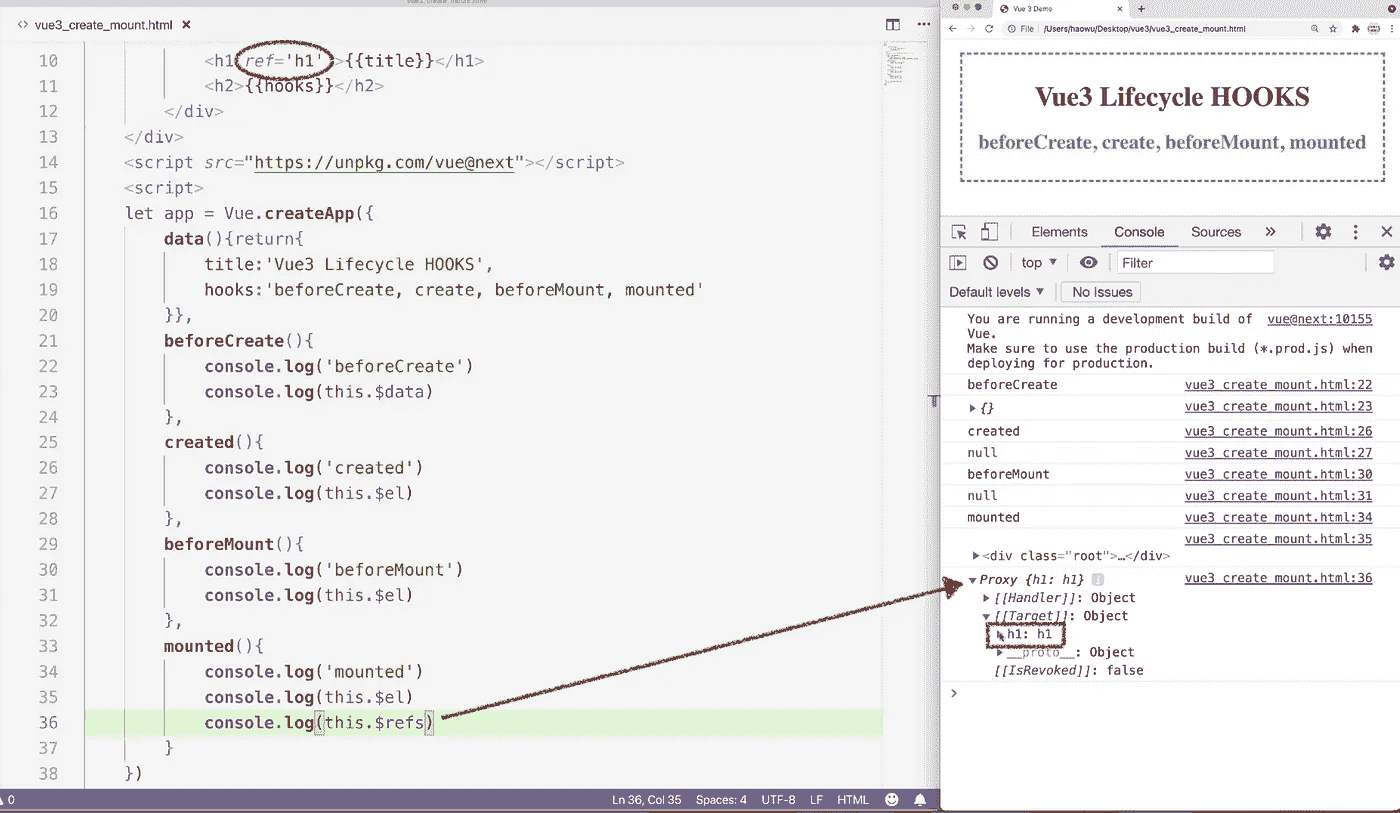 vue3_create_mount.html
10 <h1 ref='h1' >{{title}}</h1>
11 <h2>{{hooks}}</h2>
12 </div>
13 </div>
14 <script src="https://unpkg.com/vue@next"></script>
15 <script>
16 let app = Vue.createApp({
17 data(){return{
18 title:'Vue3 Lifecycle HOOKS',
19 hooks:'beforeCreate, create, beforeMount, mounted'
20 }},
21 beforeCreate(){
22 console.log('beforeCreate')
23 console.log(this.$data)
24 },
25 created(){
26 console.log('created')
27 console.log(this.$el)
28 },
29 beforeMount(){
30 console.log('beforeMount')
31 console.log(this.$el)
32 },
33 mounted(){
34 console.log('mounted')
35 console.log(this.$el)
36 console.log(this.$refs)
37 }
38 })
0
Ln 36, Col 35 Spaces: 4 UTF-8 LF HTML
Vue 3 Demo
File /Users/haowu/Desktop/vue3/vue3_create_mount.html
Vue3 Lifecycle HOOKS
beforeCreate, create, beforeMount, mounted
Elements Console Sources »
top Filter
Default levels No Issues
You are running a development build of vue@next:10155
Vue.
Make sure to use the production build (*.prod.js) when
deploying for production.
beforeCreate vue3_create_mount.html:22
{} vue3_create_mount.html:23
created vue3_create_mount.html:26
null vue3_create_mount.html:27
beforeMount vue3_create_mount.html:30
null vue3_create_mount.html:31
mounted vue3_create_mount.html:34
vue3_create_mount.html:35
<div class="root">…</div>
Proxy {h1: h1} vue3_create_mount.html:36
[[Handler]]: Object
[[Target]]: Object
h1: h1
__proto__: Object
[[IsRevoked]]: false